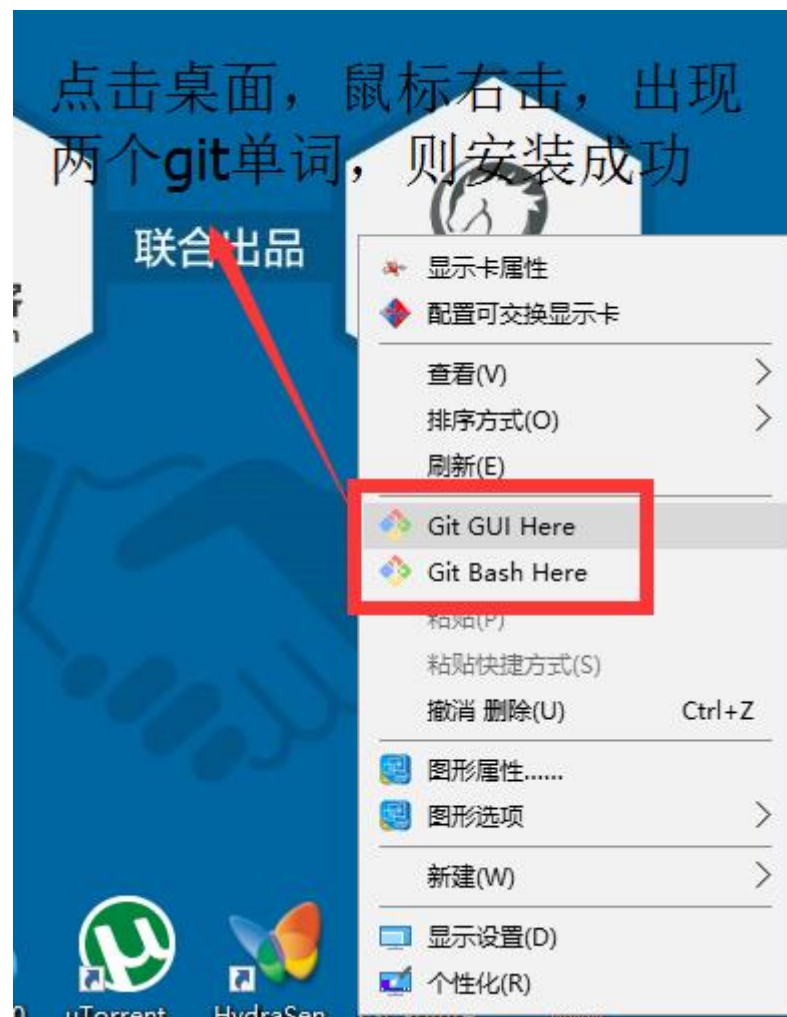 点击桌面，鼠标右击，出现
两个git单词，则安装成功
联合出品
显示卡属性
配置可交换显示卡
查看(V)
排序方式(O)
刷新(E)
Git GUI Here
Git Bash Here
粘贴(P)
粘贴快捷方式(S)
撤消 删除(U) Ctrl+Z
图形属性......
图形选项
新建(W)
显示设置(D)
个性化(R)
uTorrent
HydraSen